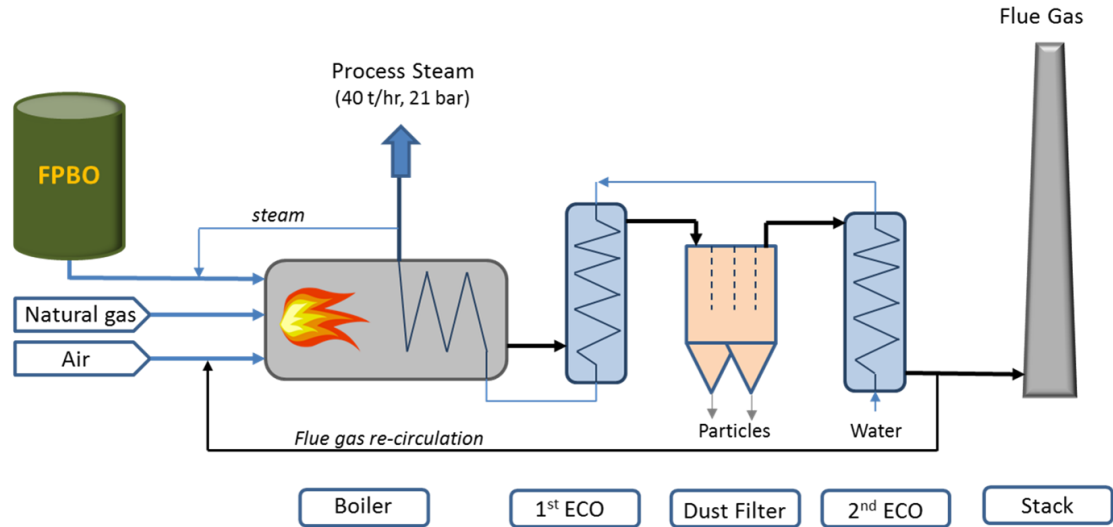 Flue Gas
Process Steam
(40 t/hr, 21 bar)
FPBO
steam
Natural gas
Air
Flue gas re-circulation
Particles
Water
Boiler
1st ECO
Dust Filter
2nd ECO
Stack